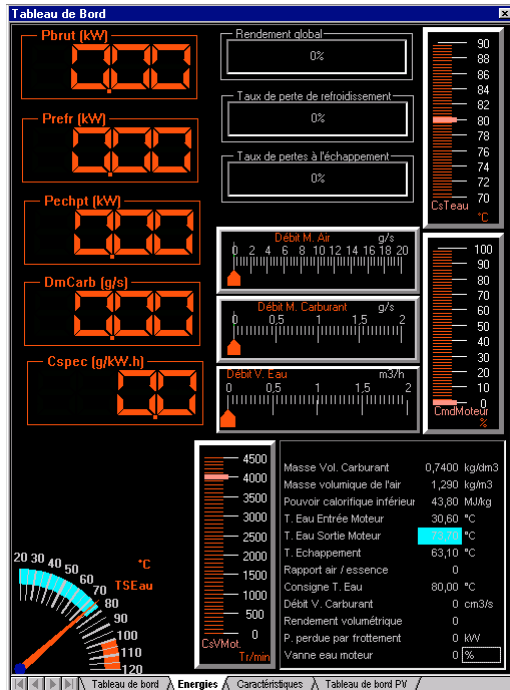 Tableau de Bord
Pbrut (kW)
0.00
Prefr (kW)
0.00
Pechpt (kW)
0.00
DmCarb (g/s)
0.00
Cspec (g/kW.h)
0.0
Rendement global
0%
Taux de perte de refroidissement
0%
Taux de pertes à l'échappement
0%
90
88
86
84
82
80
78
76
74
72
70
CsTeau
°C
Débit M. Air g/s
0 2 4 6 8 10 12 14 16 18 20
Débit M. Carburant g/s
0 0,5 1 1,5 2
Débit V. Eau m3/h
0 0,5 1 1,5 2
100
90
80
70
60
50
40
30
20
10
0
CmdMoteur
%
4500
4000
3500
3000
2500
2000
1500
1000
500
0
CsVMot.
Tr/min
Masse Vol. Carburant 0,7400 kg/dm3
Masse volumique de l'air 1,290 kg/m3
Pouvoir calorifique inférieur 43,80 MJ/kg
T. Eau Entrée Moteur 30,60 °C
T. Eau Sortie Moteur 73,70 °C
T. Echappement 63,10 °C
Rapport air / essence 0
Consigne T. Eau 80,00 °C
Débit V. Carburant 0 cm3/s
Rendement volumétrique 0
P. perdue par frottement 0 kW
Vanne eau moteur 0 %
20 30 40 50 60 70 80 90 100 110 120
°C
TSEau
Tableau de bord Energies Caractéristiques Tableau de bord PV